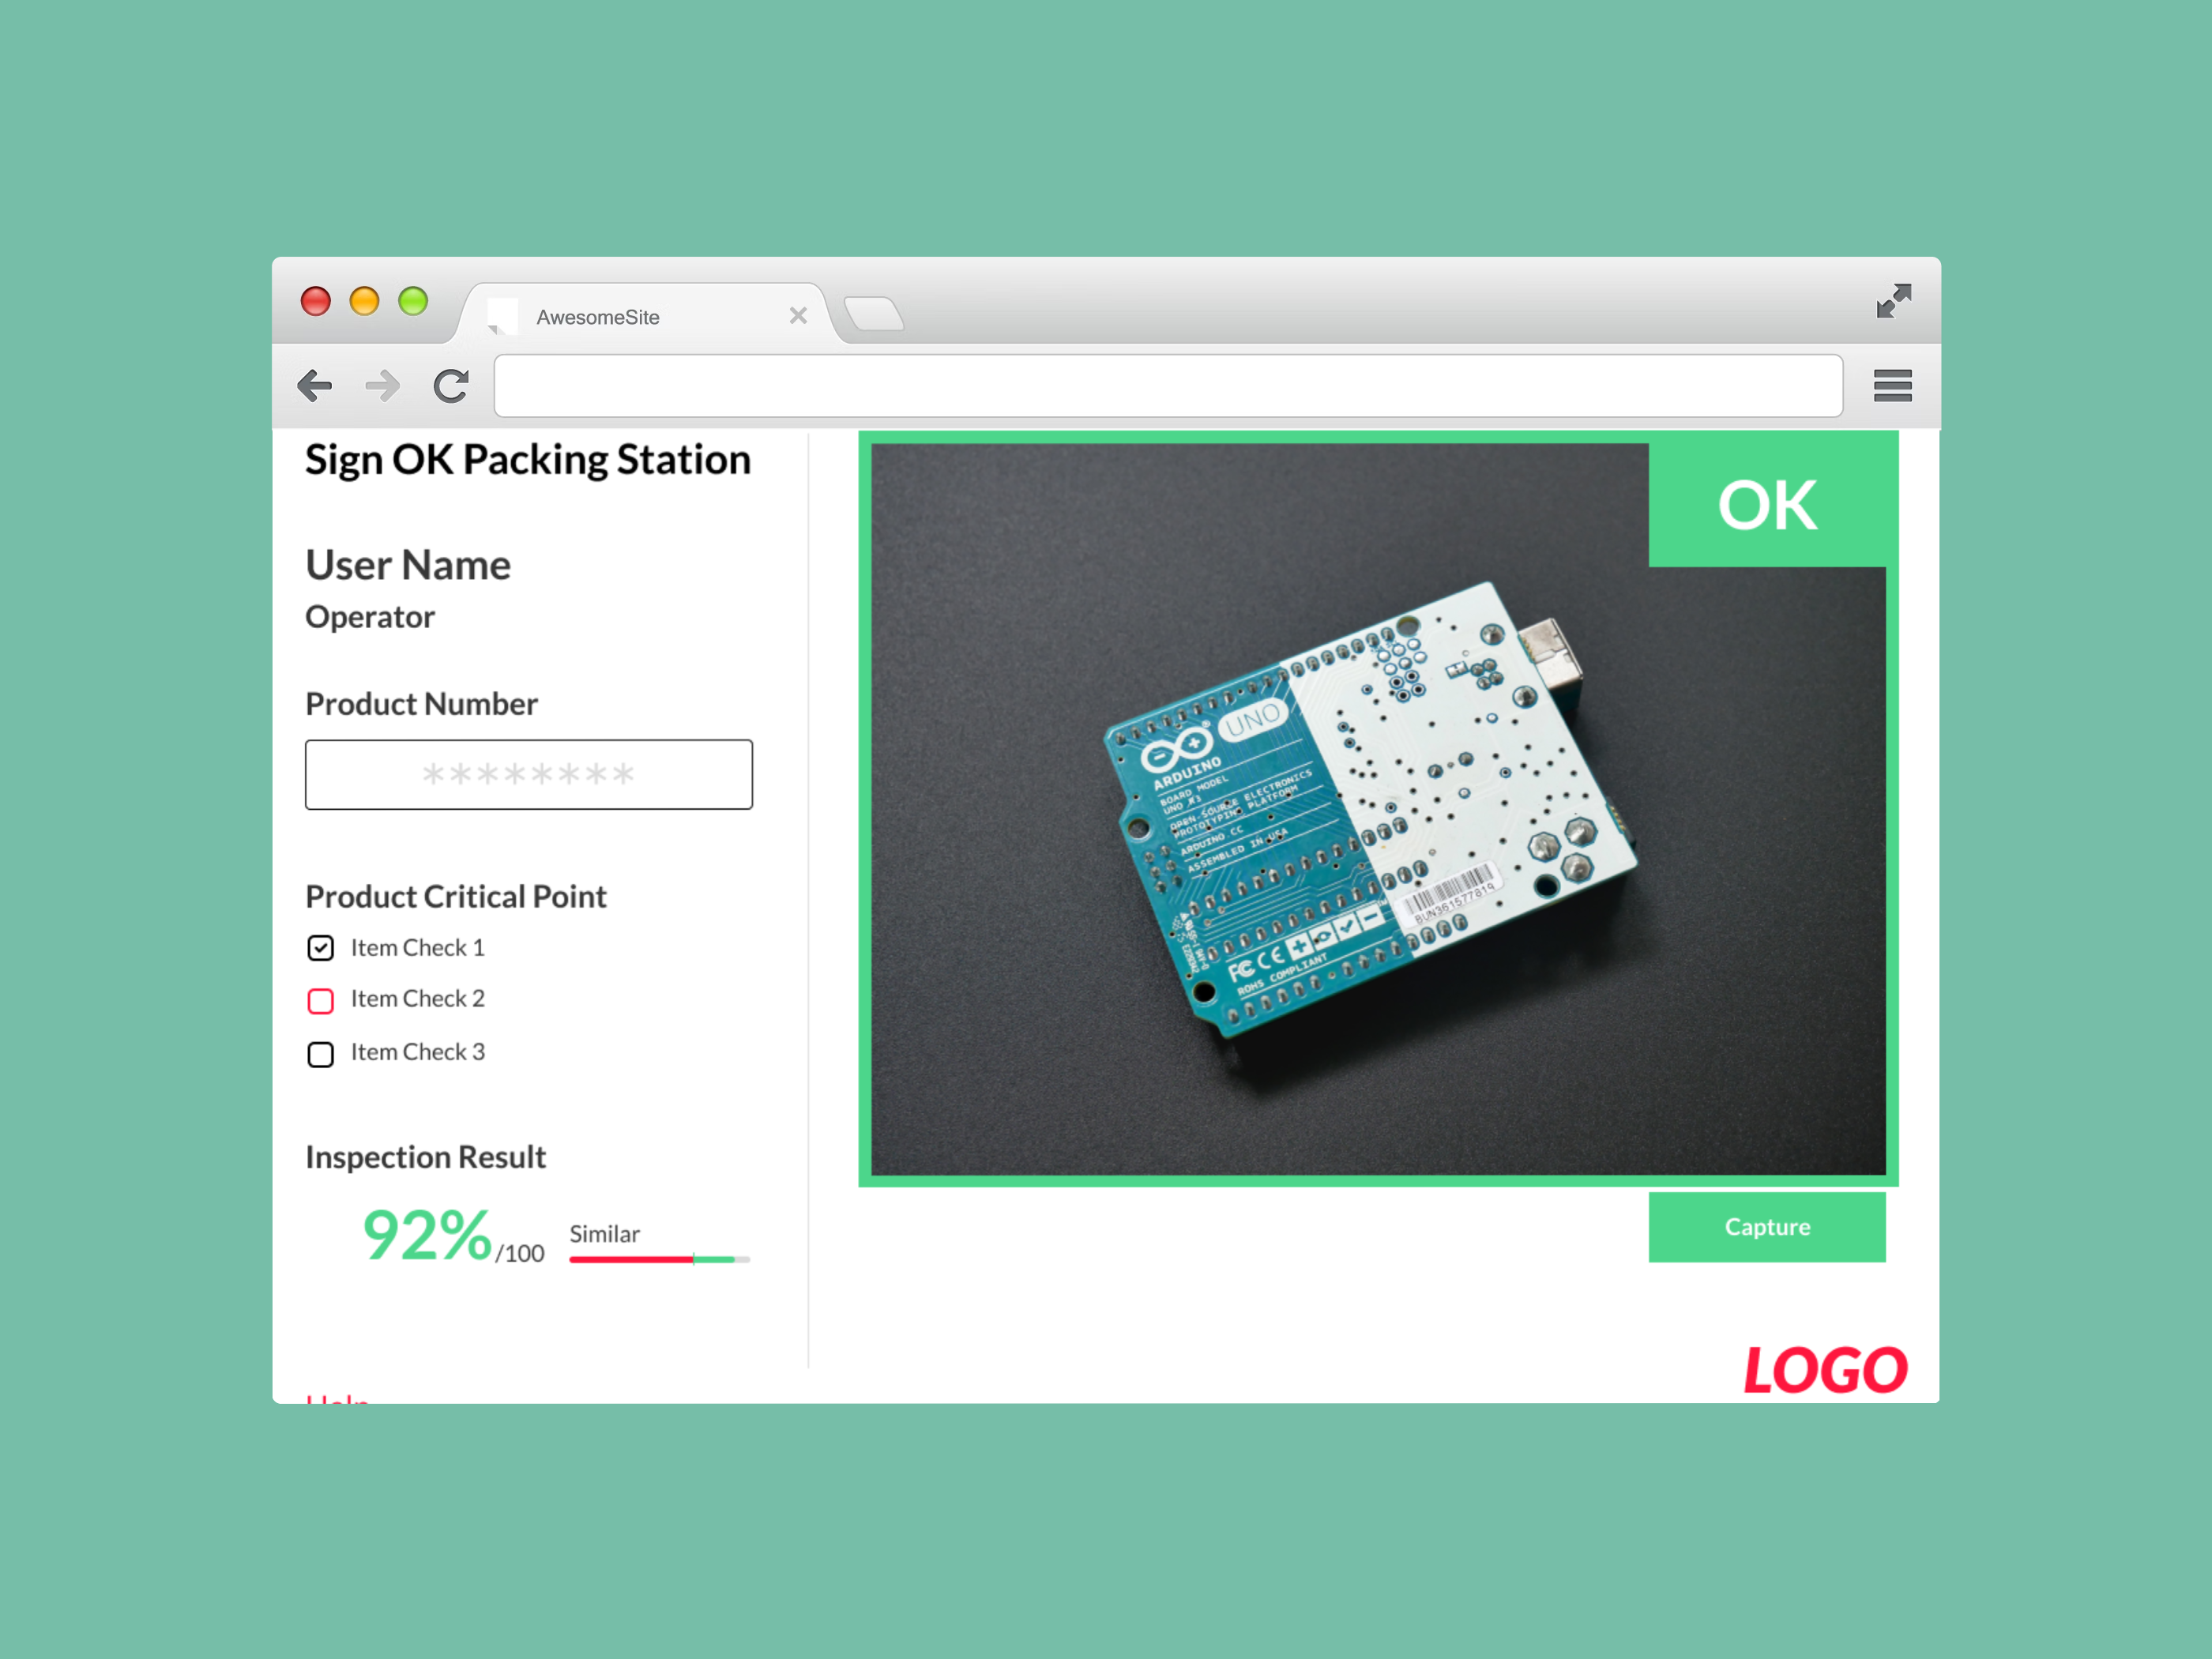 AwesomeSite
Sign OK Packing Station
User Name
Operator
Product Number
********
Product Critical Point
Item Check 1
Item Check 2
Item Check 3
Inspection Result
92%/100
Similar
Help
OK
UNO
ARDUINO
BOARD MODEL
UNO R3
OPEN-SOURCE ELECTRONICS
PROTOTYPING PLATFORM
ARDUINO.CC
ASSEMBLED IN USA
BUN361577819
FC CE
ROHS COMPLIANT
Capture
LOGO